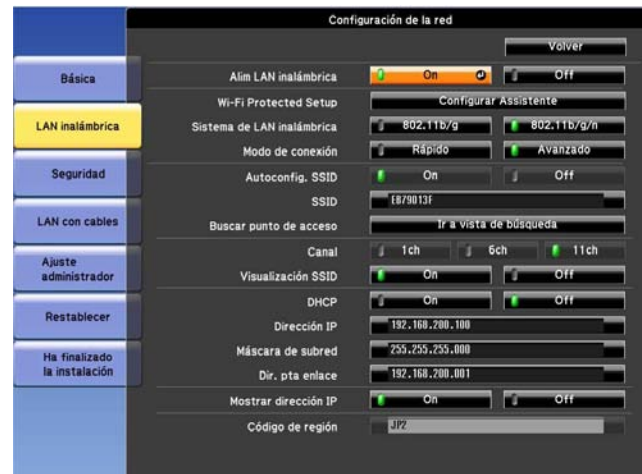 Configuración de la red
Volver
Básica
LAN inalámbrica
Seguridad
LAN con cables
Ajuste
administrador
Restablecer
Ha finalizado
la instalación
Alim LAN inalámbrica On Off
Wi-Fi Protected Setup Configurar Assistente
Sistema de LAN inalámbrica 802.11b/g 802.11b/g/n
Modo de conexión Rápido Avanzado
Autoconfig. SSID On Off
SSID EB79013F
Buscar punto de acceso Ir a vista de búsqueda
Canal 1ch 6ch 11ch
Visualización SSID On Off
DHCP On Off
Dirección IP 192.168.200.100
Máscara de subred 255.255.255.000
Dir. pta enlace 192.168.200.001
Mostrar dirección IP On Off
Código de región JP2